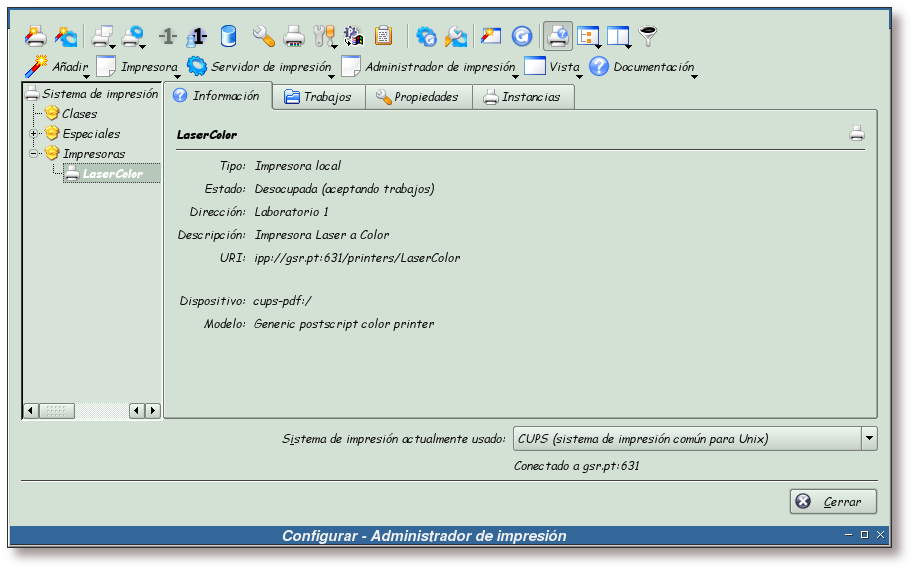 Añadir Impresora Servidor de impresión Administrador de impresión Vista Documentación
Sistema de impresión
Clases
Especiales
Impresoras
LaserColor
Información Trabajos Propiedades Instancias
LaserColor
Tipo: Impresora local
Estado: Desocupada (aceptando trabajos)
Dirección: Laboratorio 1
Descripción: Impresora Laser a Color
URI: ipp://gsr.pt:631/printers/LaserColor
Dispositivo: cups-pdf:/
Modelo: Generic postscript color printer
Sistema de impresión actualmente usado: CUPS (sistema de impresión común para Unix)
Conectado a gsr.pt:631
Cerrar
Configurar - Administrador de impresión